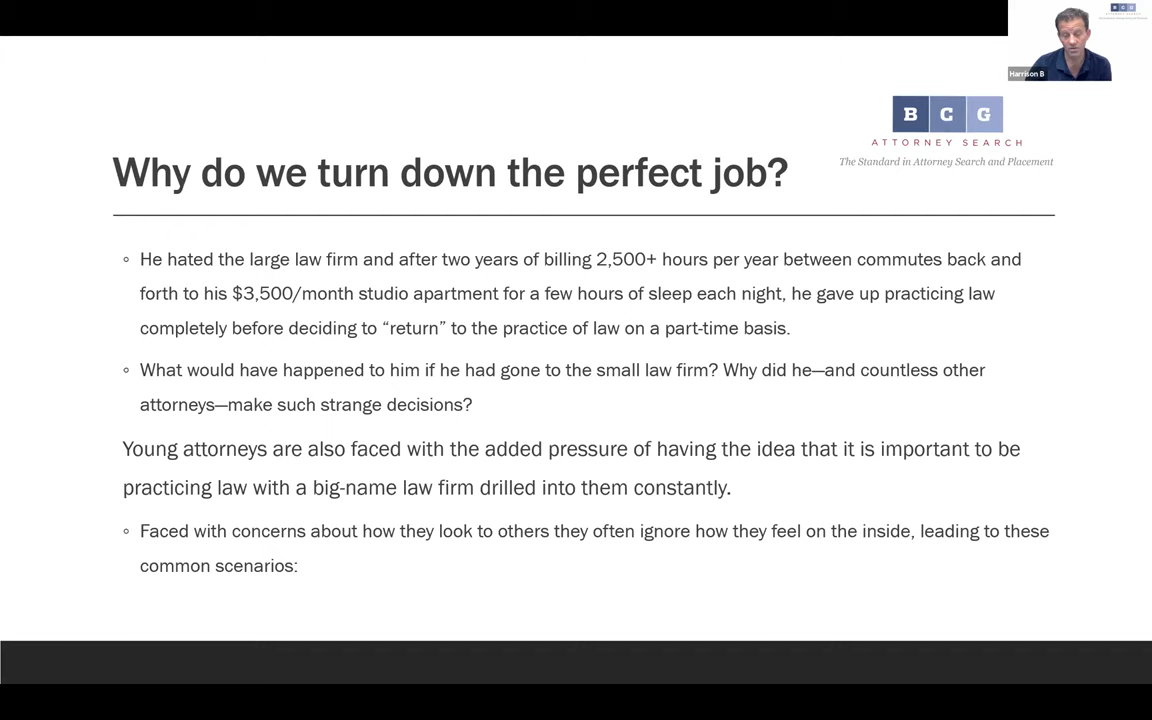 B C G
Harrison B
B C G
ATTORNEY SEARCH
The Standard in Attorney Search and Placement
Why do we turn down the perfect job?
◦ He hated the large law firm and after two years of billing 2,500+ hours per year between commutes back and
forth to his $3,500/month studio apartment for a few hours of sleep each night, he gave up practicing law
completely before deciding to “return” to the practice of law on a part-time basis.
◦ What would have happened to him if he had gone to the small law firm? Why did he—and countless other
attorneys—make such strange decisions?
Young attorneys are also faced with the added pressure of having the idea that it is important to be
practicing law with a big-name law firm drilled into them constantly.
◦ Faced with concerns about how they look to others they often ignore how they feel on the inside, leading to these
common scenarios: